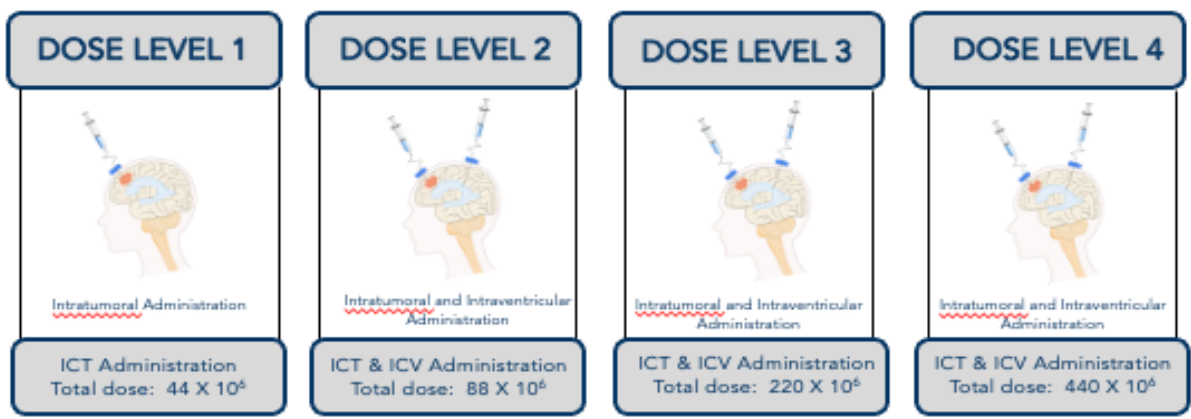 DOSE LEVEL 1
Intratumoral Administration
ICT Administration
Total dose: 44 X 10⁶
DOSE LEVEL 2
Intratumoral and Intraventricular
Administration
ICT & ICV Administration
Total dose: 88 X 10⁶
DOSE LEVEL 3
Intratumoral and Intraventricular
Administration
ICT & ICV Administration
Total dose: 220 X 10⁶
DOSE LEVEL 4
Intratumoral and Intraventricular
Administration
ICT & ICV Administration
Total dose: 440 X 10⁶